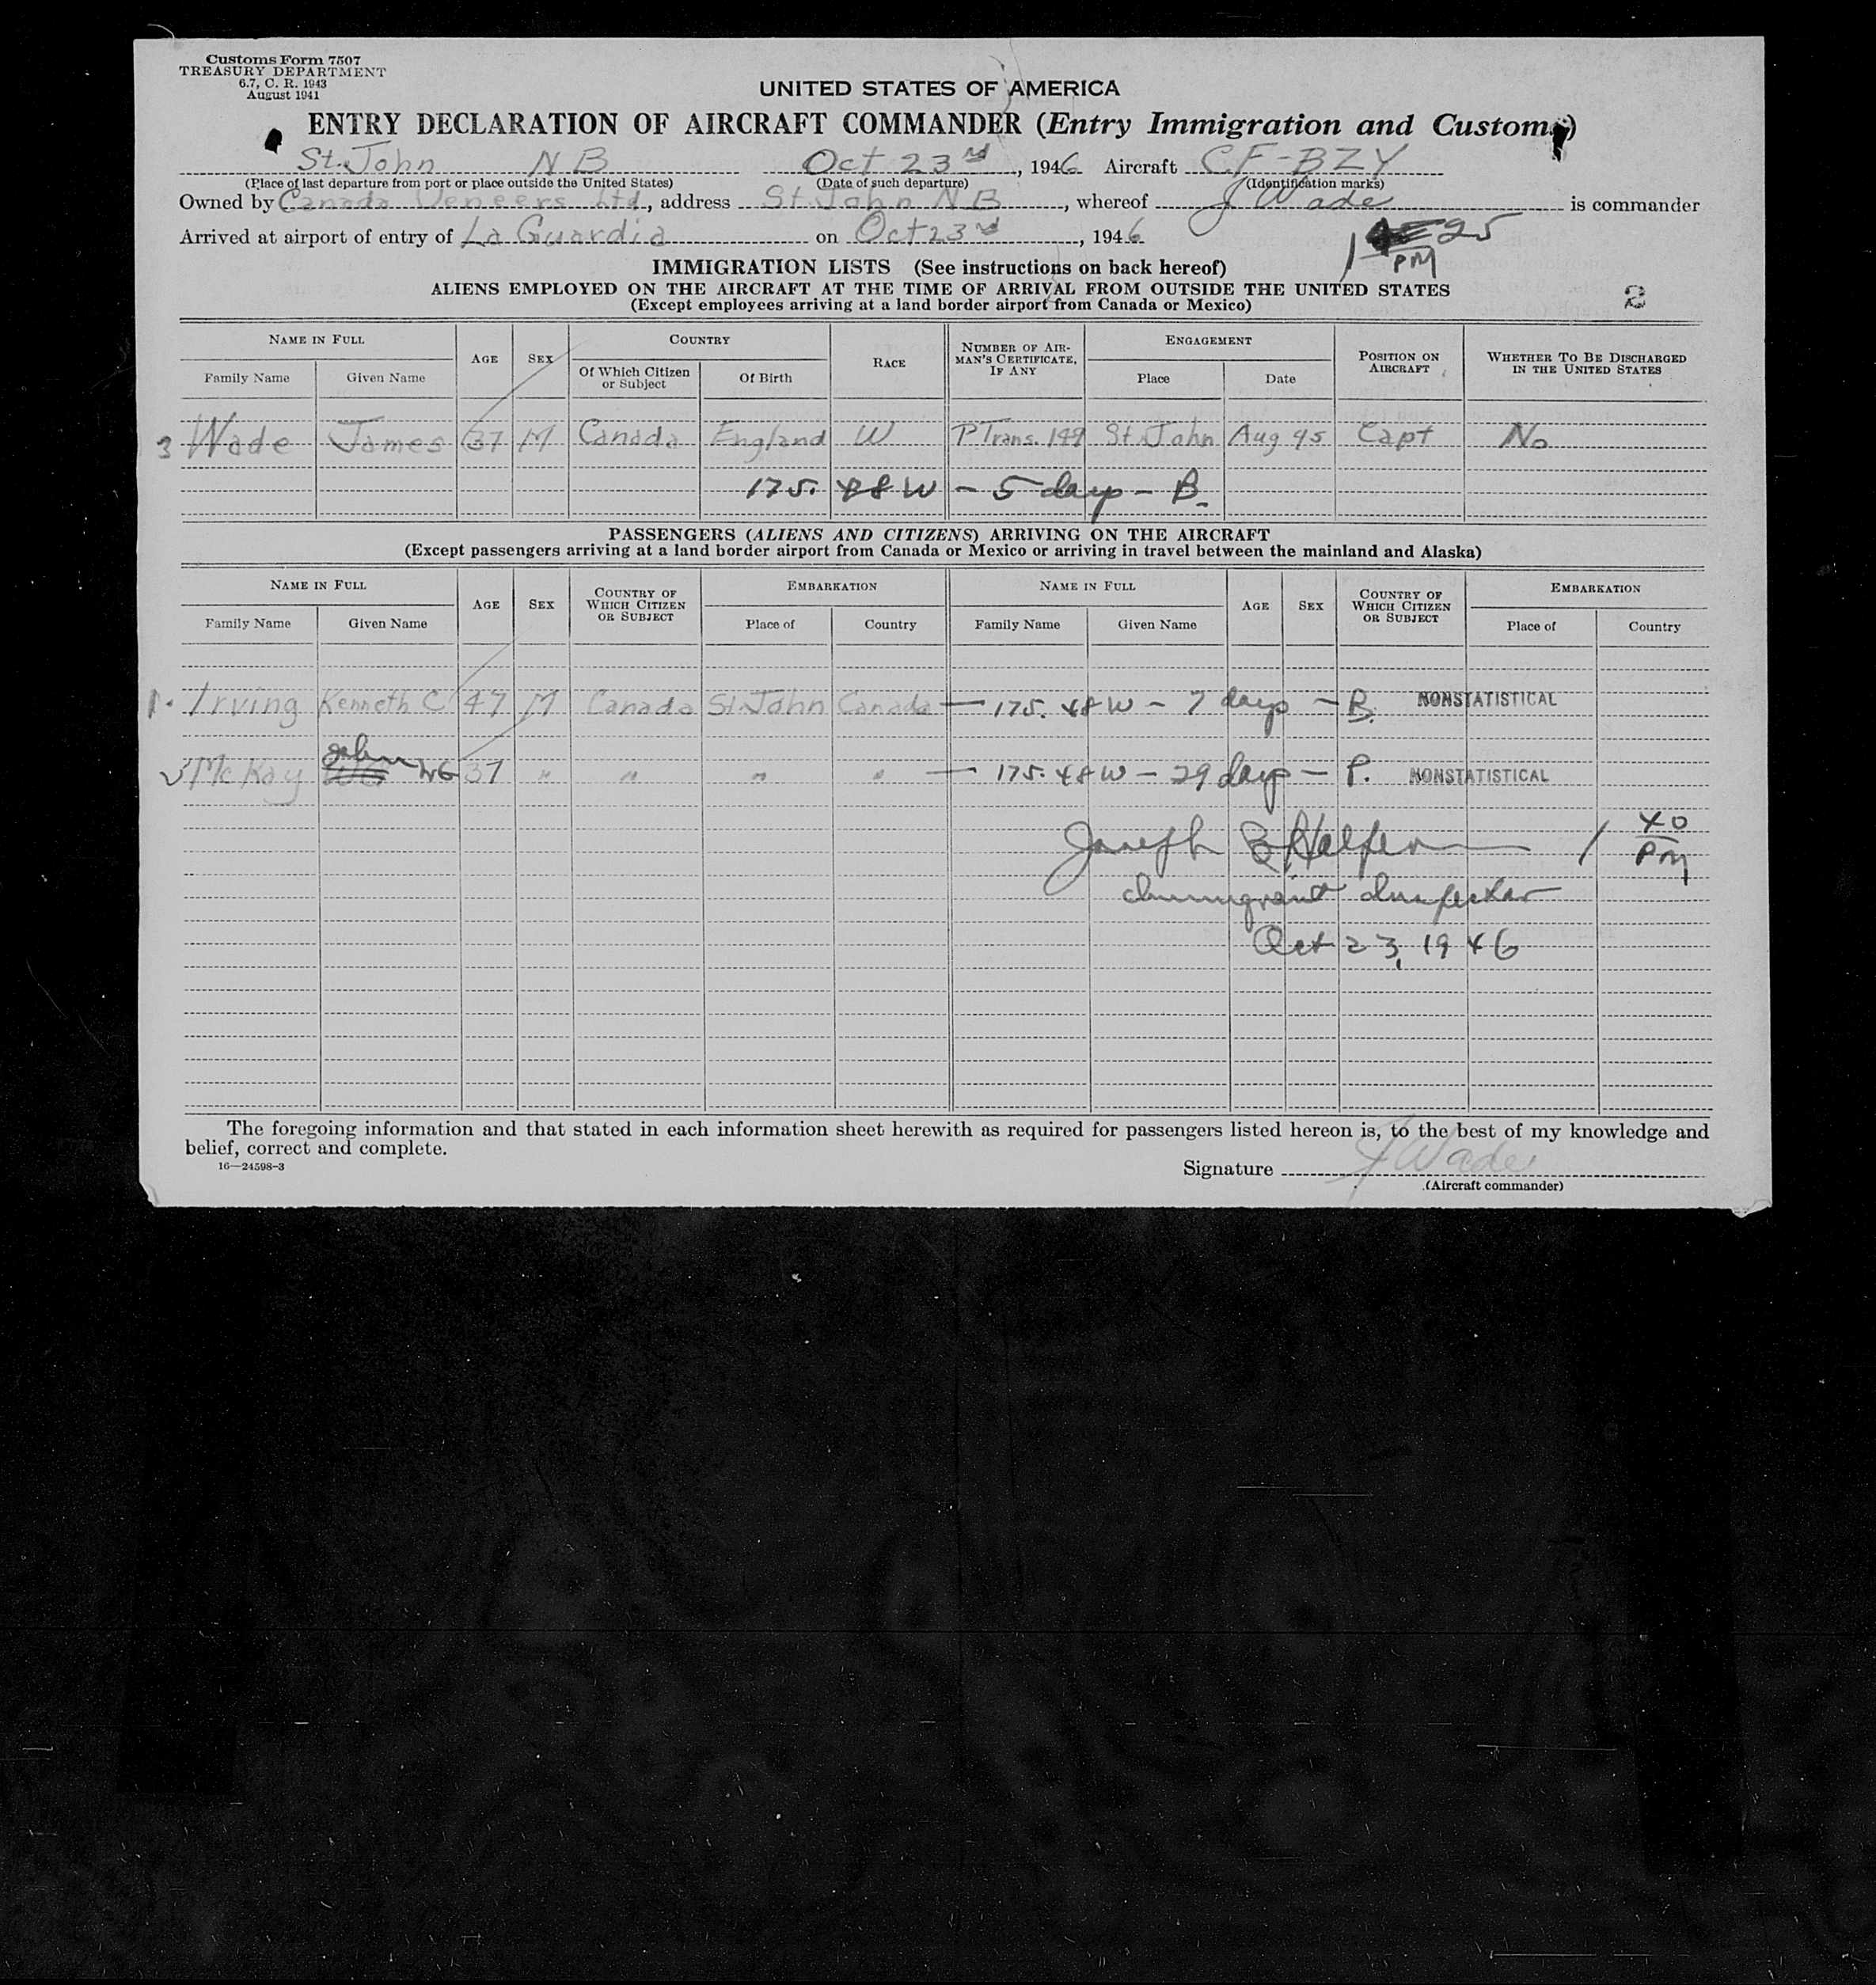 Customs Form 7507
TREASURY DEPARTMENT
6.7, C. R. 1943
August 1941
UNITED STATES OF AMERICA
ENTRY DECLARATION OF AIRCRAFT COMMANDER (Entry Immigration and Customs)
St. John N B Oct 23rd, 1946 Aircraft CF-BZY
(Place of last departure from port or place outside the United States) (Date of such departure) (Identification marks)
Owned by Canada Veneers Ltd, address St. John N B, whereof J Wade is commander
Arrived at airport of entry of La Guardia on Oct 23rd, 1946 1 25 PM
IMMIGRATION LISTS (See instructions on back hereof)
ALIENS EMPLOYED ON THE AIRCRAFT AT THE TIME OF ARRIVAL FROM OUTSIDE THE UNITED STATES
(Except employees arriving at a land border airport from Canada or Mexico) 2
NAME IN FULL AGE SEX COUNTRY RACE NUMBER OF AIRMAN'S CERTIFICATE, IF ANY ENGAGEMENT POSITION ON AIRCRAFT WHETHER TO BE DISCHARGED IN THE UNITED STATES
Family Name Given Name Of Which Citizen or Subject Of Birth Place Date
3 Wade James 37 M Canada England W P Trans. 149 St. John Aug 45 Capt No
175. 48 W - 5 days - B.
PASSENGERS (ALIENS AND CITIZENS) ARRIVING ON THE AIRCRAFT
(Except passengers arriving at a land border airport from Canada or Mexico or arriving in travel between the mainland and Alaska)
NAME IN FULL AGE SEX COUNTRY OF WHICH CITIZEN OR SUBJECT EMBARKATION NAME IN FULL AGE SEX COUNTRY OF WHICH CITIZEN OR SUBJECT EMBARKATION
Family Name Given Name Place of Country Family Name Given Name Place of Country
1. Irving Kenneth C 47 M Canada St. John Canada — 175. 48 W - 7 days - B. NONSTATISTICAL
McKay John WG 37 " " " " — 175. 48 W - 29 days - P. NONSTATISTICAL
Joseph B Halfern 1 40 PM
Immigrant Inspector
Oct 23, 1946
The foregoing information and that stated in each information sheet herewith as required for passengers listed hereon is, to the best of my knowledge and
belief, correct and complete.
16—24598-3
Signature J Wade
(Aircraft commander)